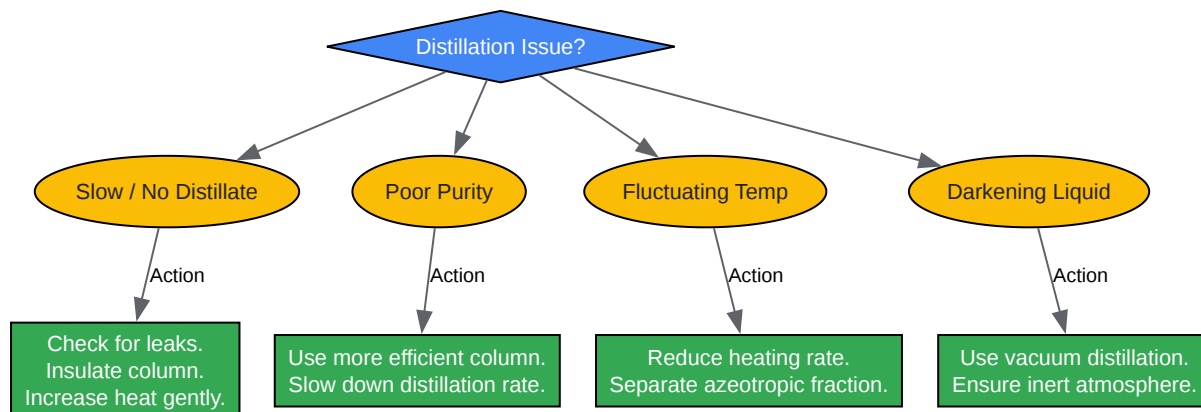 Distillation Issue?
Slow / No Distillate
Poor Purity
Fluctuating Temp
Darkening Liquid
Action
Action
Action
Action
Check for leaks.
Insulate column.
Increase heat gently.
Use more efficient column.
Slow down distillation rate.
Reduce heating rate.
Separate azeotropic fraction.
Use vacuum distillation.
Ensure inert atmosphere.